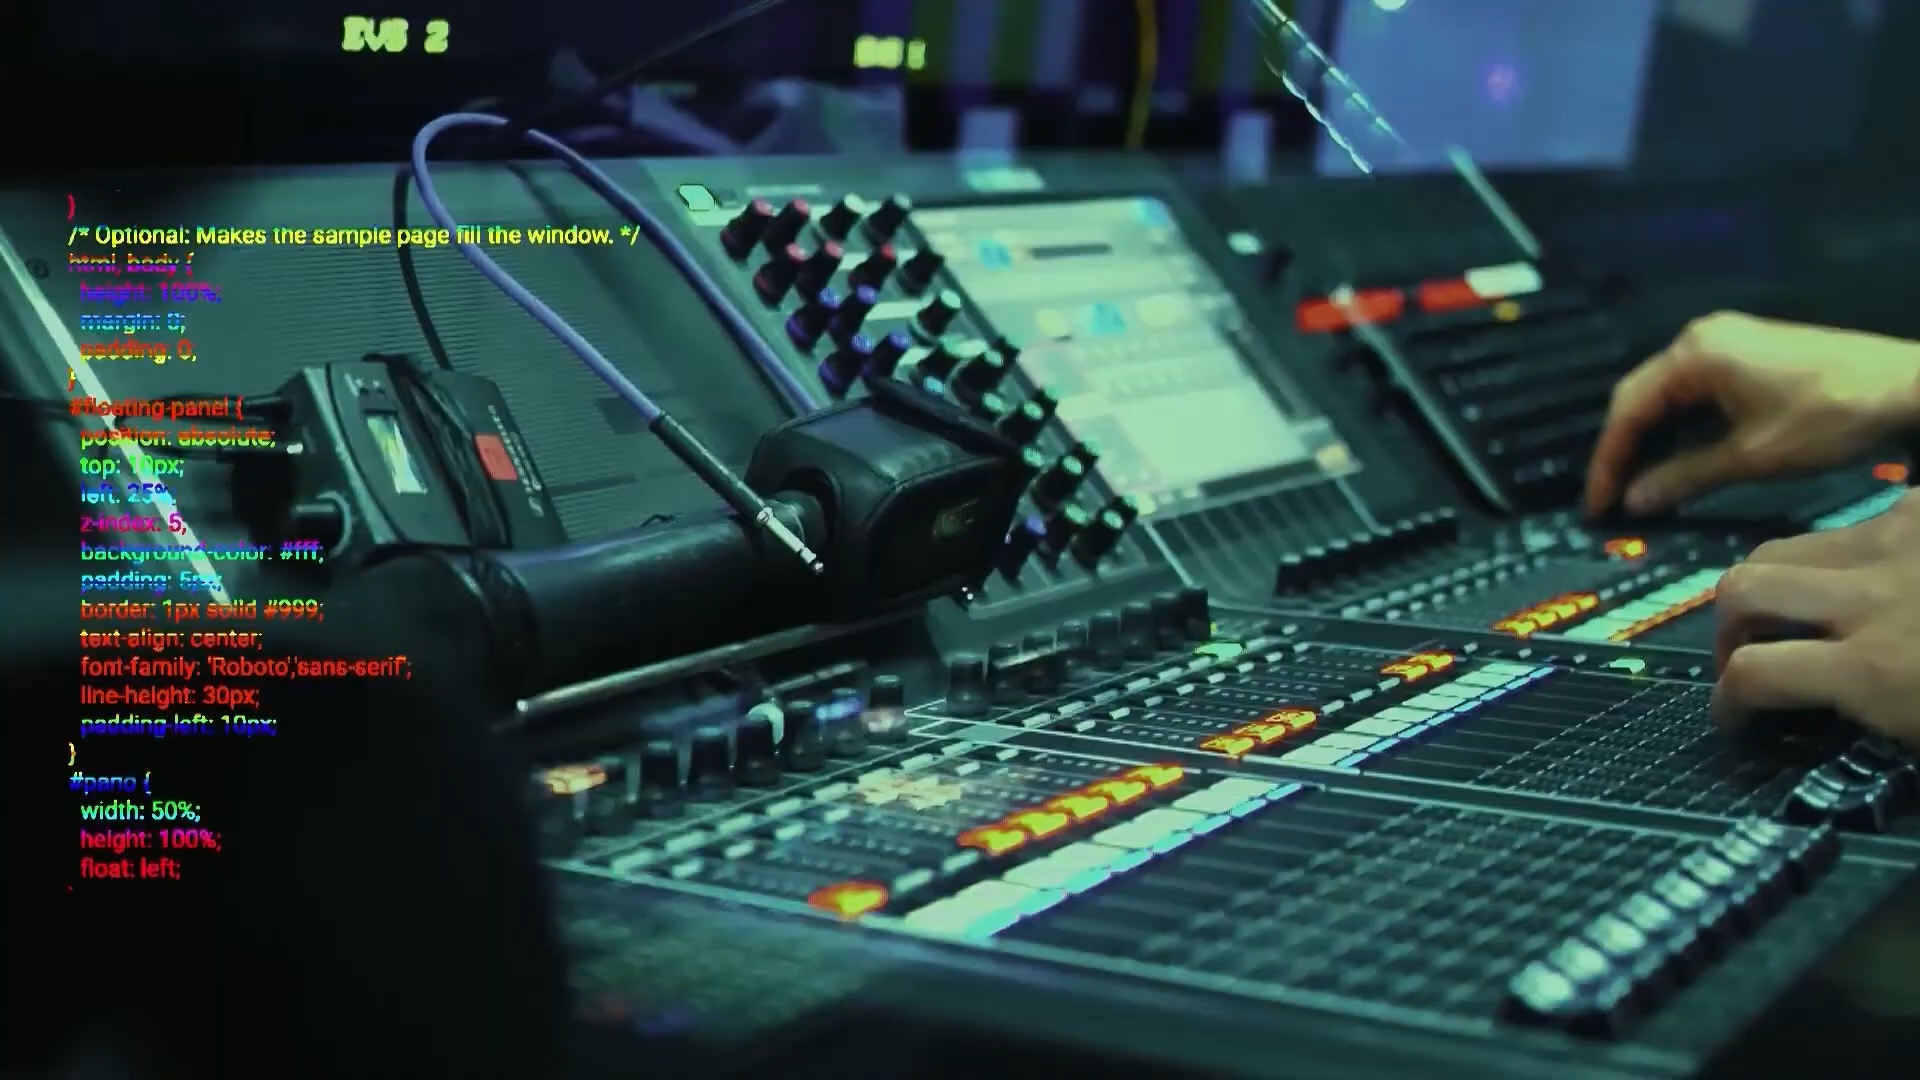 EVS 2
}
/* Optional: Makes the sample page fill the window. */
html, body {
height: 100%;
margin: 0;
padding: 0;
}
#floating-panel {
position: absolute;
top: 10px;
left: 25%;
z-index: 5;
background-color: #fff;
padding: 5px;
border: 1px solid #999;
text-align: center;
font-family: 'Roboto','sans-serif';
line-height: 30px;
padding-left: 10px;
}
#pano {
width: 50%;
height: 100%;
float: left;